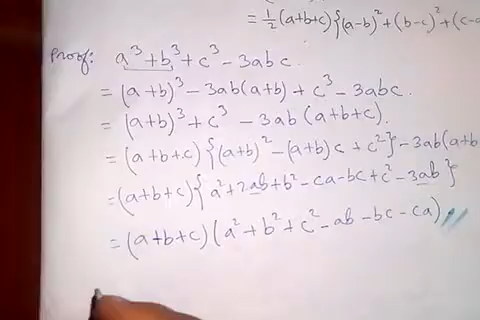 = 1/2 (a+b+c) {(a-b)² + (b-c)² + (c-a
Proof: a³ + b³ + c³ - 3abc.
= (a+b)³ - 3ab(a+b) + c³ - 3abc.
= (a+b)³ + c³ - 3ab (a+b+c).
= (a+b+c) {(a+b)² - (a+b)c + c²} - 3ab(a+b
= (a+b+c) { a² + 2ab + b² - ca - bc + c² - 3ab }
= (a+b+c) (a² + b² + c² - ab - bc - ca)